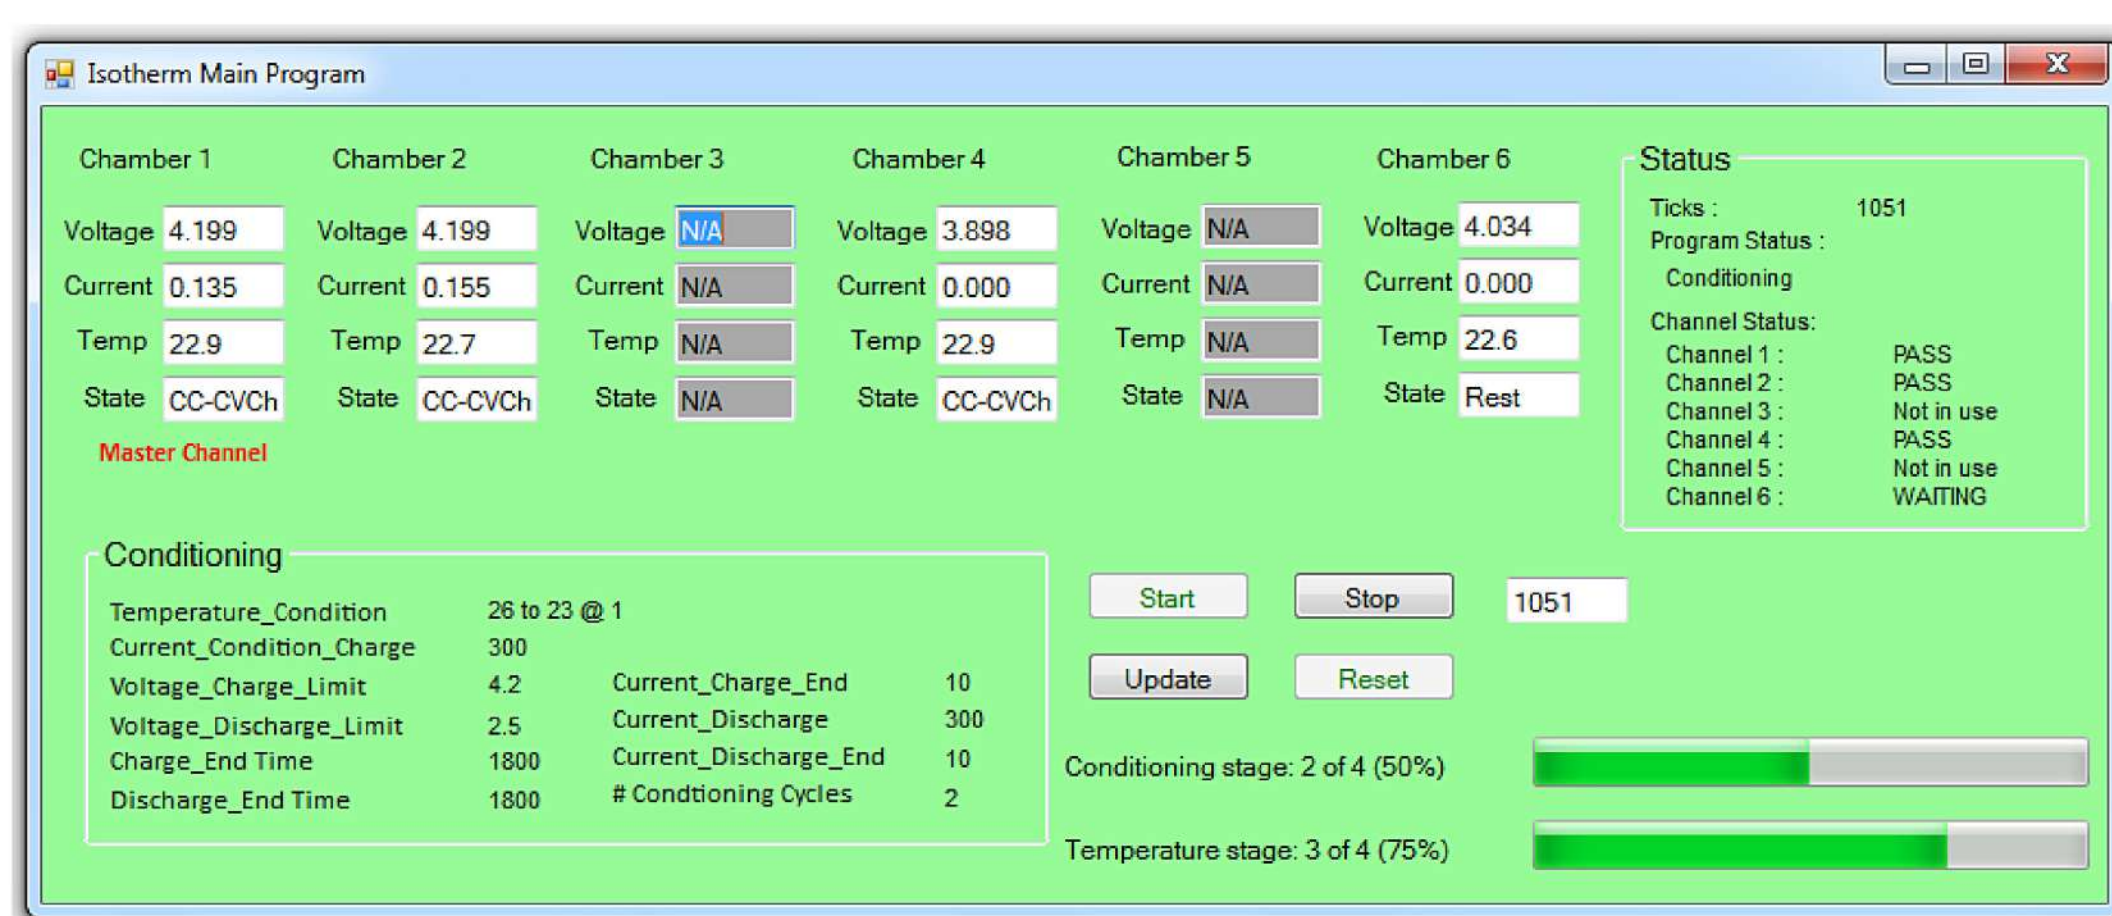 Isotherm Main Program
Chamber 1 Chamber 2 Chamber 3 Chamber 4 Chamber 5 Chamber 6
Voltage 4.199 Voltage 4.199 Voltage N/A Voltage 3.898 Voltage N/A Voltage 4.034
Current 0.135 Current 0.155 Current N/A Current 0.000 Current N/A Current 0.000
Temp 22.9 Temp 22.7 Temp N/A Temp 22.9 Temp N/A Temp 22.6
State CC-CVCh State CC-CVCh State N/A State CC-CVCh State N/A State Rest
Master Channel
Status
Ticks : 1051
Program Status :
Conditioning
Channel Status:
Channel 1 : PASS
Channel 2 : PASS
Channel 3 : Not in use
Channel 4 : PASS
Channel 5 : Not in use
Channel 6 : WAITING
Conditioning
Temperature_Condition 26 to 23 @ 1
Current_Condition_Charge 300
Voltage_Charge_Limit 4.2 Current_Charge_End 10
Voltage_Discharge_Limit 2.5 Current_Discharge 300
Charge_End Time 1800 Current_Discharge_End 10
Discharge_End Time 1800 # Condtioning Cycles 2
Start Stop 1051
Update Reset
Conditioning stage: 2 of 4 (50%)
Temperature stage: 3 of 4 (75%)